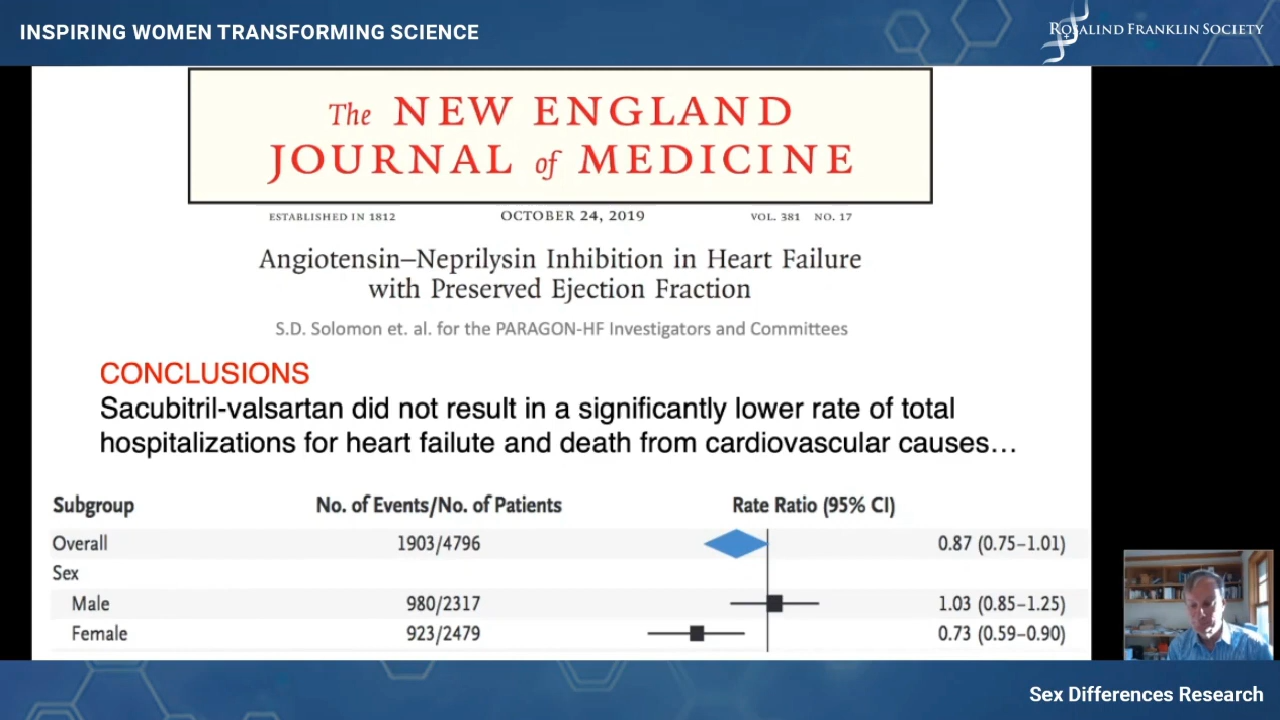 INSPIRING WOMEN TRANSFORMING SCIENCE
ROSALIND FRANKLIN SOCIETY
The NEW ENGLAND
JOURNAL of MEDICINE
ESTABLISHED IN 1812 OCTOBER 24, 2019 VOL. 381 NO. 17
Angiotensin–Neprilysin Inhibition in Heart Failure
with Preserved Ejection Fraction
S.D. Solomon et. al. for the PARAGON-HF Investigators and Committees
CONCLUSIONS
Sacubitril-valsartan did not result in a significantly lower rate of total
hospitalizations for heart failute and death from cardiovascular causes…
Subgroup No. of Events/No. of Patients Rate Ratio (95% CI)
Overall 1903/4796 0.87 (0.75–1.01)
Sex
Male 980/2317 1.03 (0.85–1.25)
Female 923/2479 0.73 (0.59–0.90)
Sex Differences Research